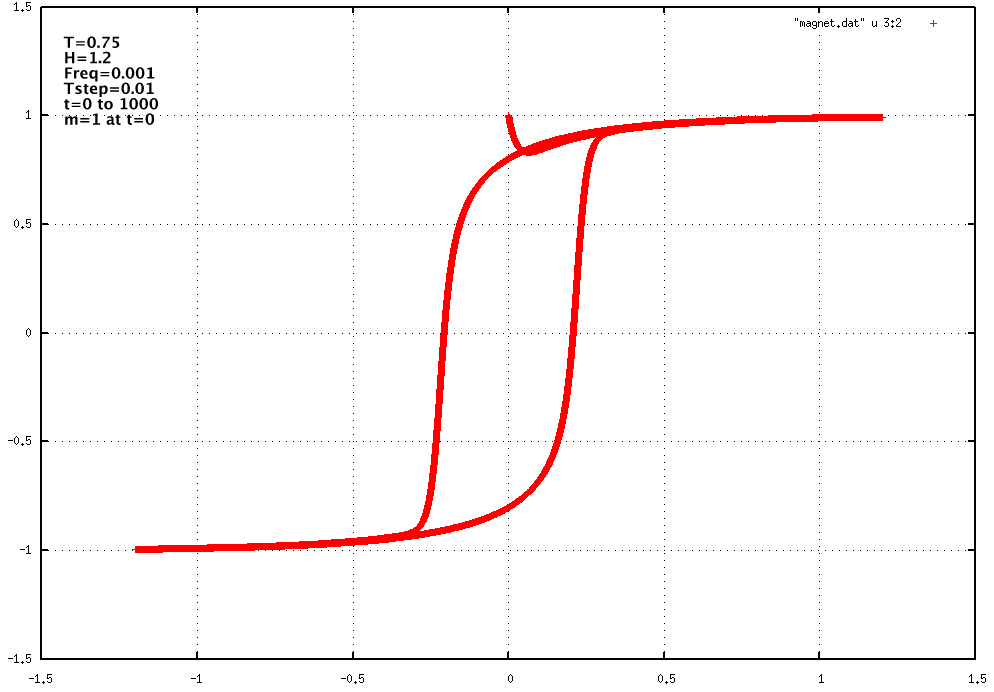 1.5
"magnet.dat" u 3:2
T=0.75
H=1.2
Freq=0.001
Tstep=0.01
t=0 to 1000
m=1 at t=0
1
0.5
0
-0.5
-1
-1.5
-1.5 -1 -0.5 0 0.5 1 1.5